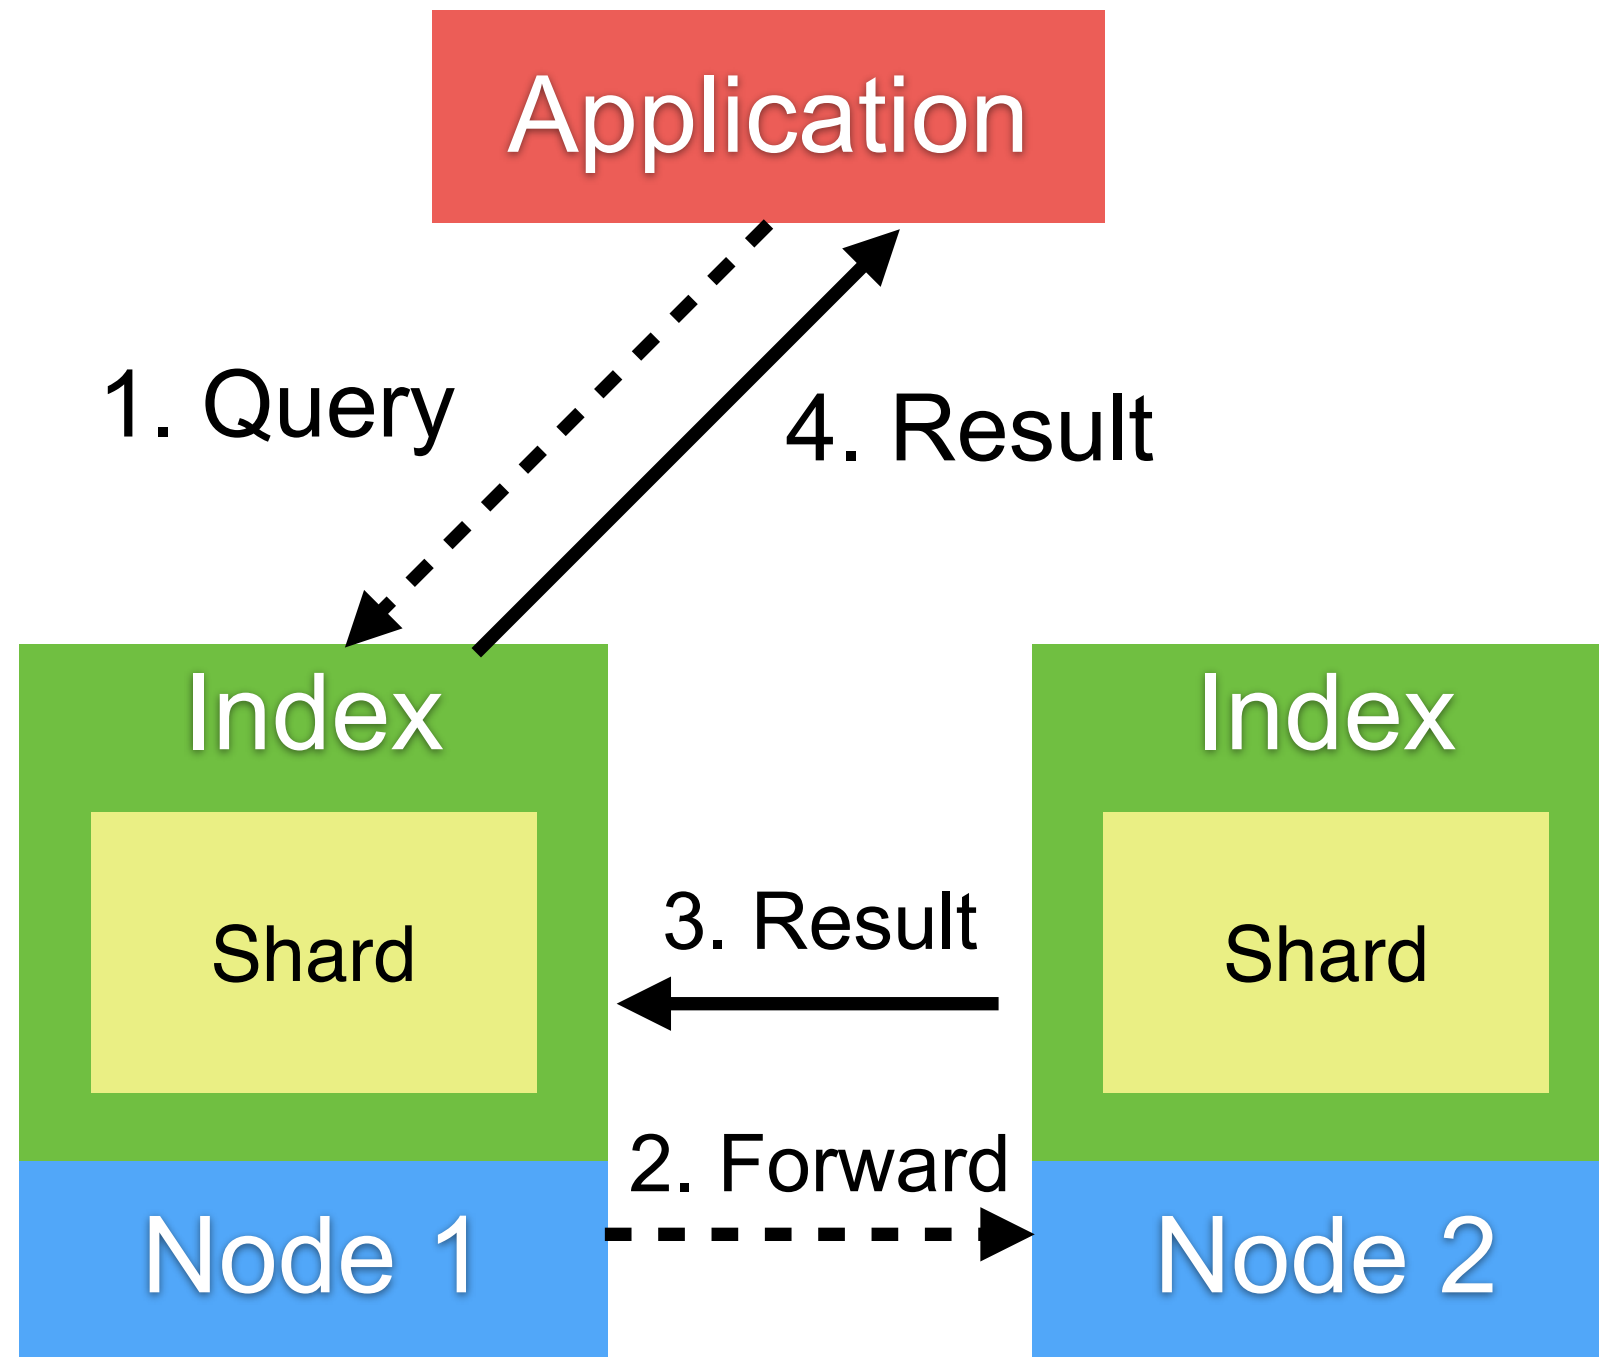 Application
1. Query
4. Result
Index
Index
3. Result
Shard
Shard
2. Forward
Node 1
Node 2